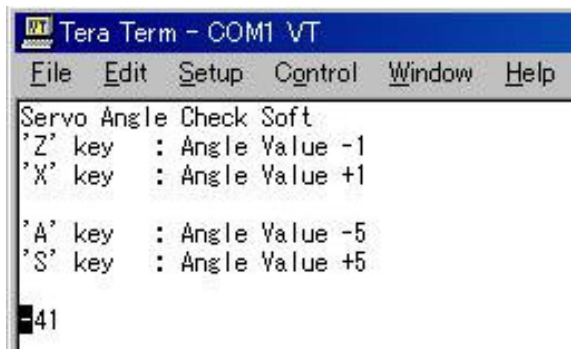 Tera Term - COM1 VT
File Edit Setup Control Window Help
Servo Angle Check Soft
'Z' key : Angle Value -1
'X' key : Angle Value +1
'A' key : Angle Value -5
'S' key : Angle Value +5
-41